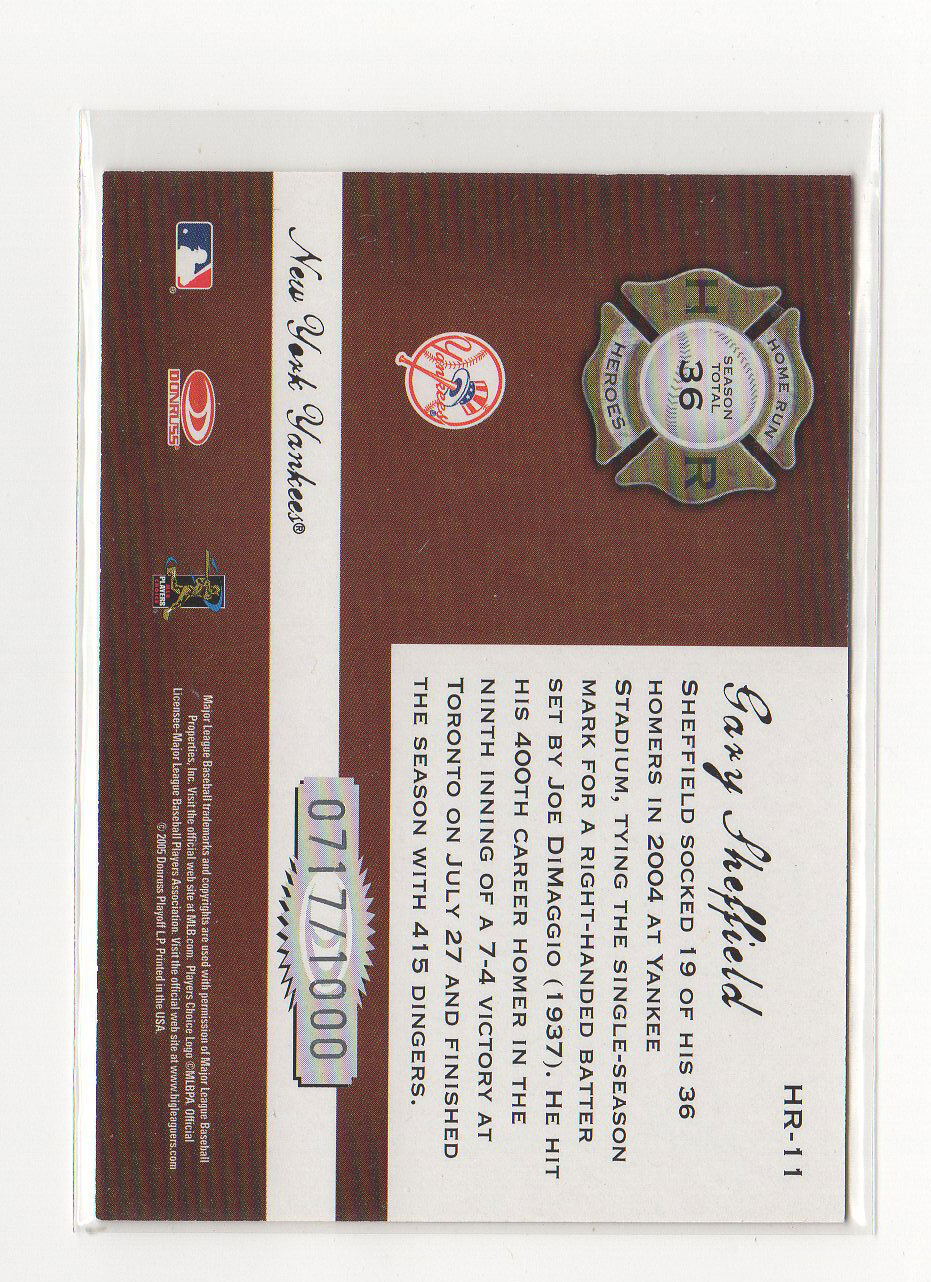 HOME RUN
H
SEASON
TOTAL
36
R
HEROES
Yankees
HR-11
Gary Sheffield
SHEFFIELD SOCKED 19 OF HIS 36
HOMERS IN 2004 AT YANKEE
STADIUM, TYING THE SINGLE-SEASON
MARK FOR A RIGHT-HANDED BATTER
SET BY JOE DIMAGGIO (1937). HE HIT
HIS 400TH CAREER HOMER IN THE
NINTH INNING OF A 7-4 VICTORY AT
TORONTO ON JULY 27 AND FINISHED
THE SEASON WITH 415 DINGERS.
New York Yankees®
0717/1000
DONRUSS
PLAYERS
CHOICE
Major League Baseball trademarks and copyrights are used with permission of Major League Baseball
Properties, Inc. Visit the official web site at MLB.com. Players Choice Logo ©MLBPA Official
Licensee-Major League Baseball Players Association. Visit the official web site at www.bigleaguers.com
© 2005 Donruss Playoff L.P. Printed in the USA.